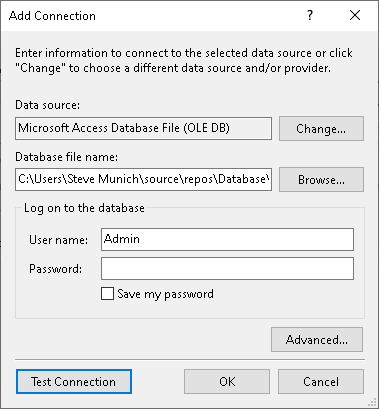 Add Connection
? ×
Enter information to connect to the selected data source or click
"Change" to choose a different data source and/or provider.
Data source:
Microsoft Access Database File (OLE DB)
Change...
Database file name:
C:\Users\Steve Munich\source\repos\Database\
Browse...
Log on to the database
User name:
Admin
Password:
Save my password
Advanced...
Test Connection
OK
Cancel